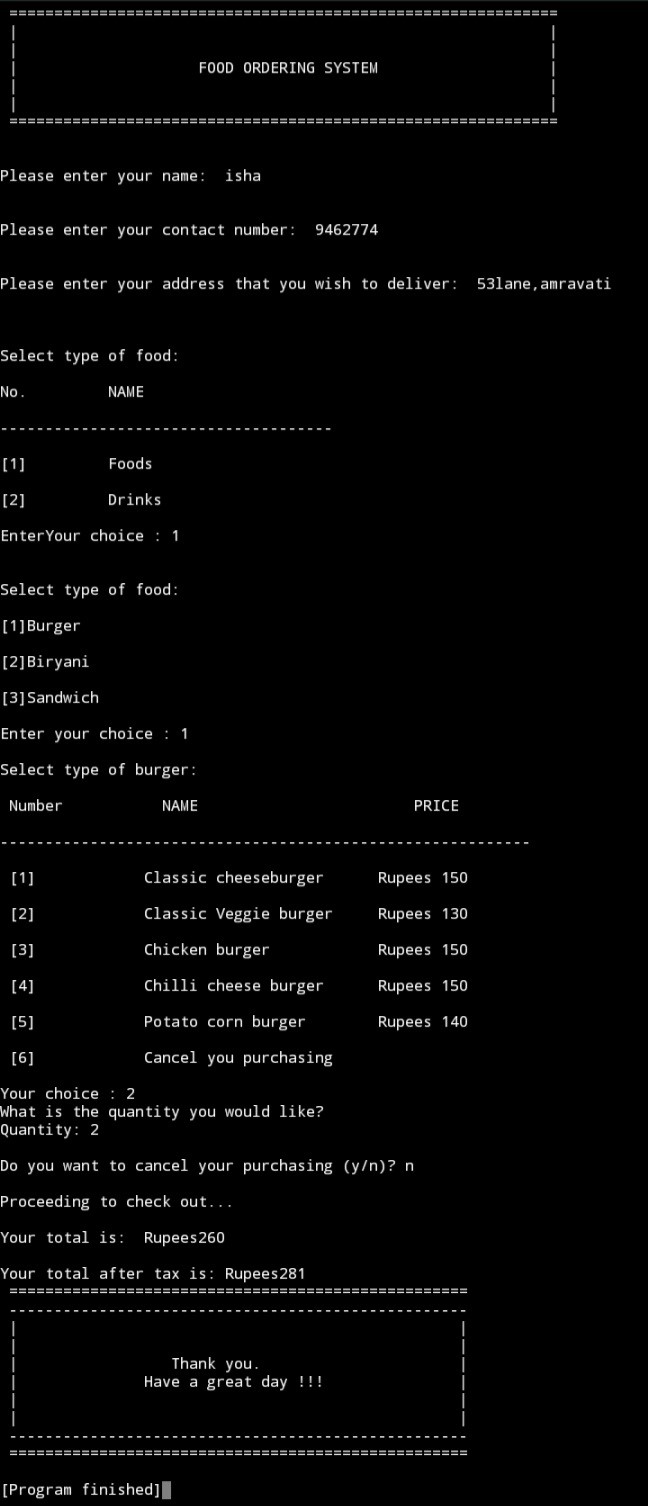 =============================================================
|                                                           |
|                                                           |
|                    FOOD ORDERING SYSTEM                   |
|                                                           |
|                                                           |
=============================================================
Please enter your name:  isha
Please enter your contact number:  9462774
Please enter your address that you wish to deliver:  53lane,amravati
Select type of food:
No.         NAME
-------------------------------------
[1]         Foods
[2]         Drinks
EnterYour choice : 1
Select type of food:
[1]Burger
[2]Biryani
[3]Sandwich
Enter your choice : 1
Select type of burger:
Number           NAME                        PRICE
-----------------------------------------------------------
[1]            Classic cheeseburger      Rupees 150
[2]            Classic Veggie burger     Rupees 130
[3]            Chicken burger            Rupees 150
[4]            Chilli cheese burger      Rupees 150
[5]            Potato corn burger        Rupees 140
[6]            Cancel you purchasing
Your choice : 2
What is the quantity you would like?
Quantity: 2
Do you want to cancel your purchasing (y/n)? n
Proceeding to check out...
Your total is:  Rupees260
Your total after tax is: Rupees281
===================================================
---------------------------------------------------
|                                                 |
|                                                 |
|                 Thank you.                      |
|              Have a great day !!!               |
|                                                 |
|                                                 |
---------------------------------------------------
===================================================
[Program finished]